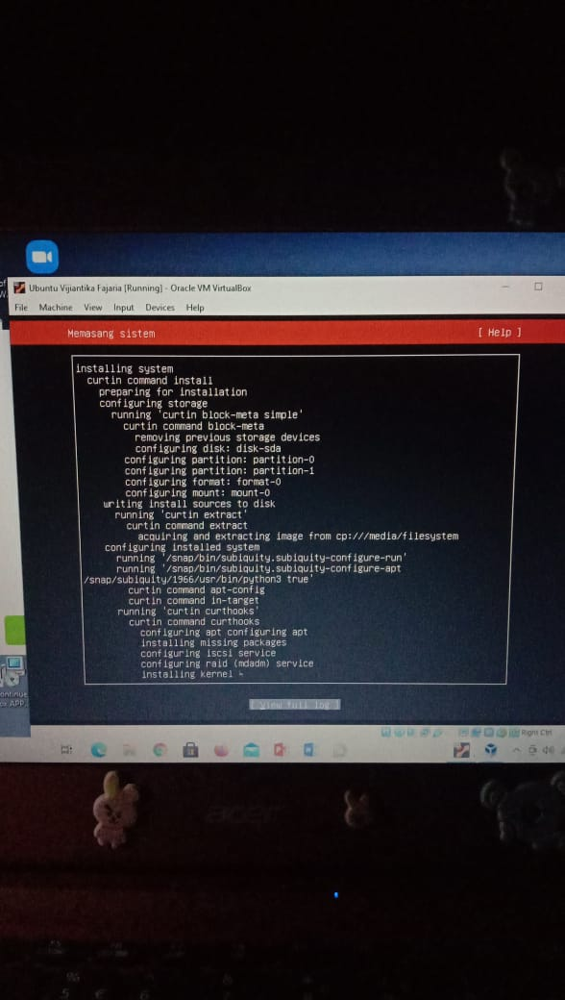 Ubuntu Vijiantika Fajaria [Running] - Oracle VM VirtualBox
File Machine View Input Devices Help
Memasang sistem [ Help ]
installing system
curtin command install
preparing for installation
configuring storage
running 'curtin block-meta simple'
curtin command block-meta
removing previous storage devices
configuring disk: disk-sda
configuring partition: partition-0
configuring partition: partition-1
configuring format: format-0
configuring mount: mount-0
writing install sources to disk
running 'curtin extract'
curtin command extract
acquiring and extracting image from cp:///media/filesystem
configuring installed system
running '/snap/bin/subiquity.subiquity-configure-run'
running '/snap/bin/subiquity.subiquity-configure-apt
/snap/subiquity/1966/usr/bin/python3 true'
curtin command apt-config
curtin command in-target
running 'curtin curthooks'
curtin command curthooks
configuring apt configuring apt
installing missing packages
configuring iscsi service
configuring raid (mdadm) service
installing kernel -
[ View full log ]
Right Ctrl
acer